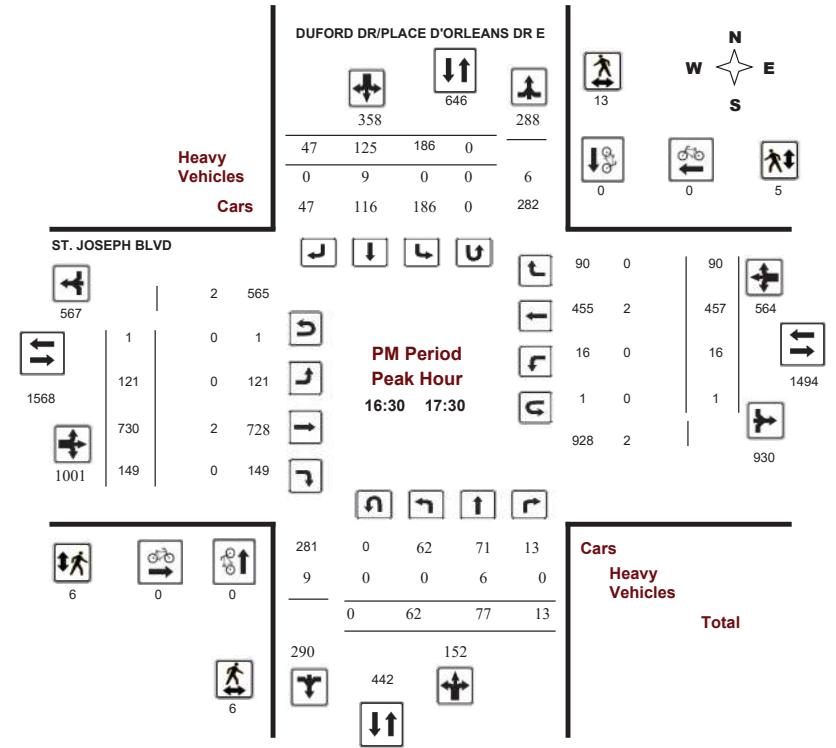 DUFORD DR/PLACE D'ORLEANS DR E
N
W E
S
646
13
358 288
47 125 186 0
Heavy
Vehicles
0 9 0 0 6
Cars
47 116 186 0 282
0 0 5
ST. JOSEPH BLVD
567
2 565
1 0 1
1568
121 0 121
730 2 728
1001
149 0 149
PM Period
Peak Hour
16:30 17:30
90 0 90
455 2 457 564
16 0 16
1494
1 0 1
928 2
930
281 0 62 71 13
Cars
9 0 0 6 0
Heavy
Vehicles
6 0 0
0 62 77 13
Total
290 152
442
6